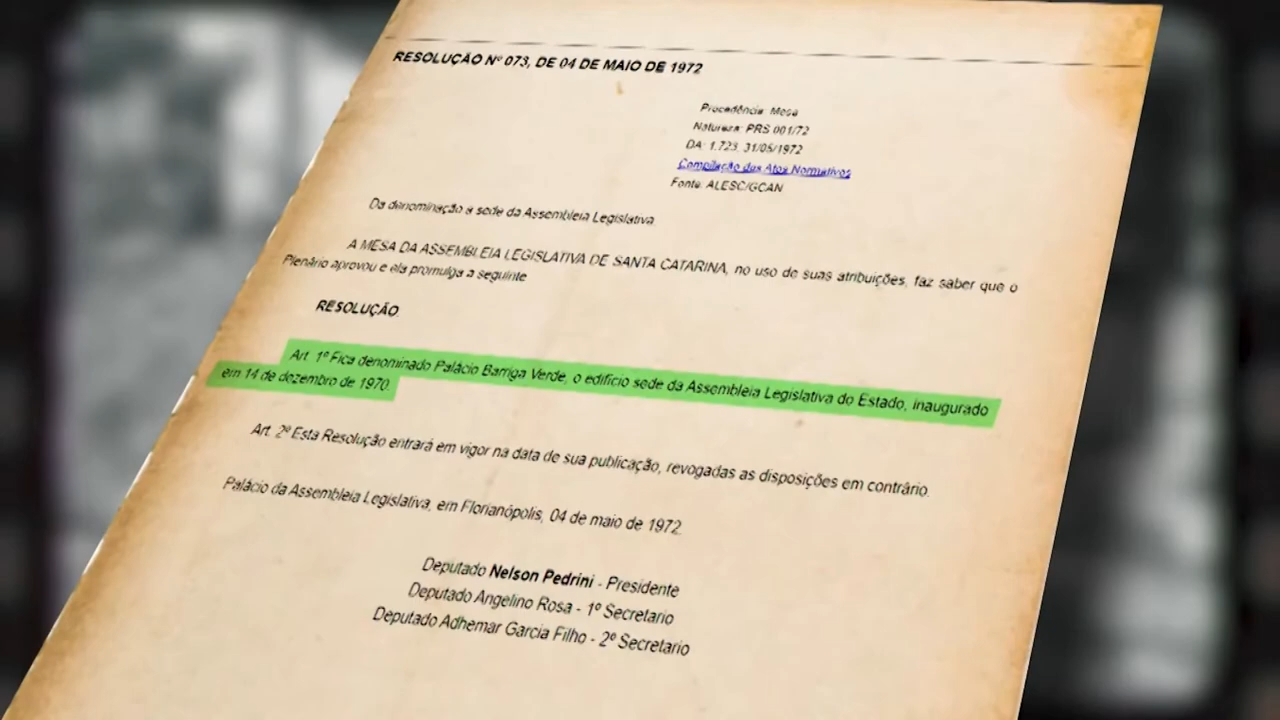 RESOLUÇÃO Nº 073, DE 04 DE MAIO DE 1972
Procedência: Mesa
Natureza: PRS 001/72
DA: 1.723, 31/05/1972
Compilação dos Atos Normativos
Fonte: ALESC/GCAN
Da denominação a sede da Assembleia Legislativa.
A MESA DA ASSEMBLEIA LEGISLATIVA DE SANTA CATARINA, no uso de suas atribuições, faz saber que o
Plenário aprovou e ela promulga a seguinte
RESOLUÇÃO:
Art. 1º Fica denominado Palácio Barriga Verde, o edifício sede da Assembleia Legislativa do Estado, inaugurado
em 14 de dezembro de 1970.
Art. 2º Esta Resolução entrará em vigor na data de sua publicação, revogadas as disposições em contrário.
Palácio da Assembleia Legislativa, em Florianópolis, 04 de maio de 1972.
Deputado Nelson Pedrini - Presidente
Deputado Angelino Rosa - 1º Secretario
Deputado Adhemar Garcia Filho - 2º Secretario